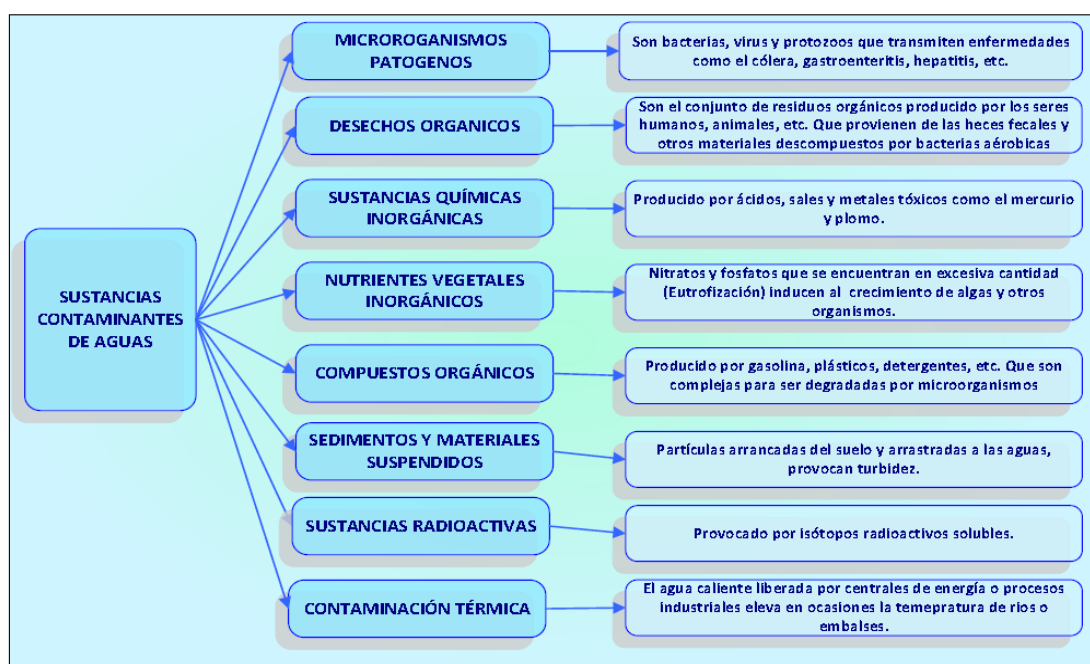 SUSTANCIAS
CONTAMINANTES
DE AGUAS
MICROROGANISMOS
PATOGENOS
Son bacterias, virus y protozoos que transmiten enfermedades
como el cólera, gastroenteritis, hepatitis, etc.
DESECHOS ORGANICOS
Son el conjunto de residuos orgánicos producido por los seres
humanos, animales, etc. Que provienen de las heces fecales y
otros materiales descompuestos por bacterias aérobicas
SUSTANCIAS QUÍMICAS
INORGÁNICAS
Producido por ácidos, sales y metales tóxicos como el mercurio
y plomo.
NUTRIENTES VEGETALES
INORGÁNICOS
Nitratos y fosfatos que se encuentran en excesiva cantidad
(Eutrofización) inducen al crecimiento de algas y otros
organismos.
COMPUESTOS ORGÁNICOS
Producido por gasolina, plásticos, detergentes, etc. Que son
complejas para ser degradadas por microorganismos
SEDIMENTOS Y MATERIALES
SUSPENDIDOS
Partículas arrancadas del suelo y arrastradas a las aguas,
provocan turbidez.
SUSTANCIAS RADIOACTIVAS
Provocado por isótopos radioactivos solubles.
CONTAMINACIÓN TÉRMICA
El agua caliente liberada por centrales de energía o procesos
industriales eleva en ocasiones la temepratura de rios o
embalses.